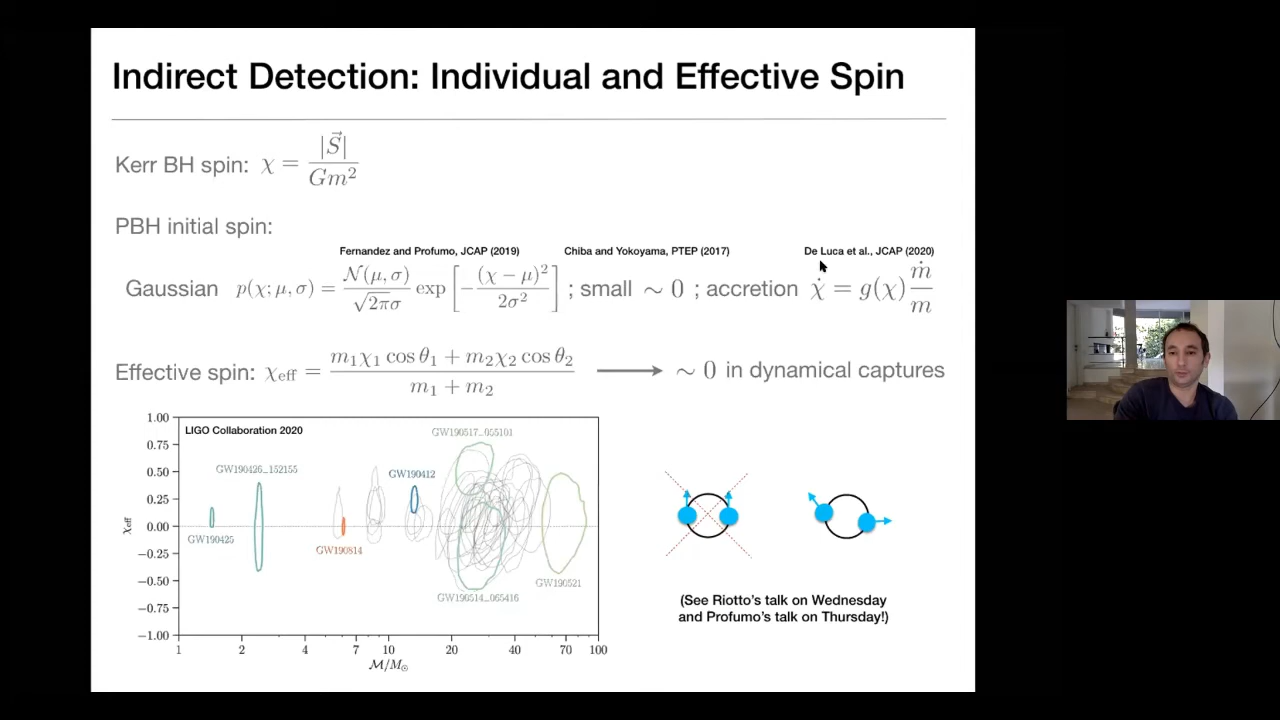 Indirect Detection: Individual and Effective Spin
Kerr BH spin: χ = |S⃗| / Gm²
PBH initial spin:
Fernandez and Profumo, JCAP (2019) Chiba and Yokoyama, PTEP (2017) De Luca et al., JCAP (2020)
Gaussian p(χ; μ, σ) = N(μ, σ) / √2πσ exp [ −(χ − μ)² / 2σ² ] ; small ∼ 0 ; accretion χ̇ = g(χ) ṁ / m
Effective spin: χeff = m₁χ₁ cos θ₁ + m₂χ₂ cos θ₂ / m₁ + m₂ ⟶ ∼ 0 in dynamical captures
LIGO Collaboration 2020
1.00
0.75
0.50
0.25
0.00
−0.25
−0.50
−0.75
−1.00
χeff
GW190517_055101
GW190426_152155
GW190412
GW190425
GW190814
GW190521
GW190514_065416
1 2 4 7 10 20 40 70 100
M/M⊙
(See Riotto's talk on Wednesday
and Profumo's talk on Thursday!)